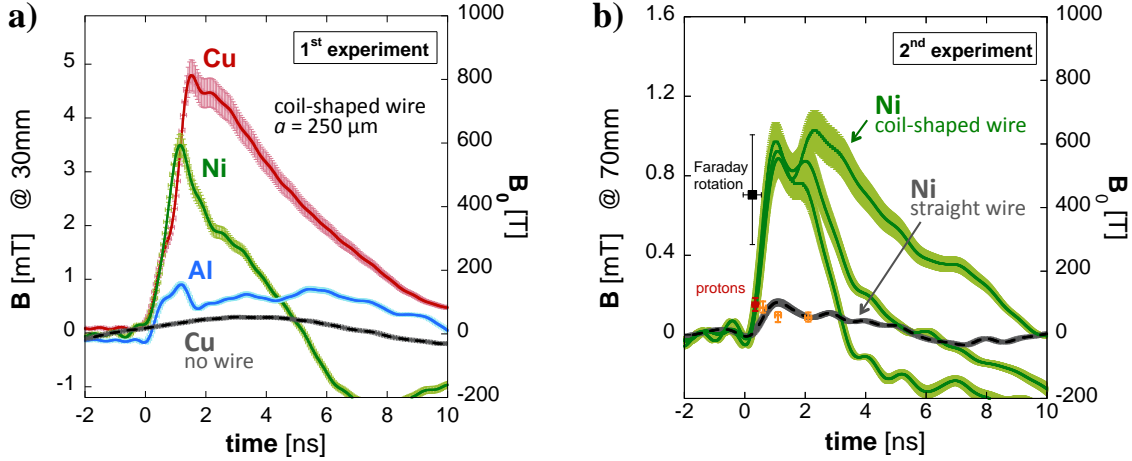 a)
1st experiment
Cu
coil-shaped wire
a = 250 μm
Ni
Al
Cu
no wire
B [mT] @ 30mm
5
4
3
2
1
0
-1
B0 [T]
1000
800
600
400
200
0
-200
-2 0 2 4 6 8 10
time [ns]
b)
2nd experiment
Ni
coil-shaped wire
Faraday
rotation
Ni
straight wire
protons
B [mT] @ 70mm
1.6
1.2
0.8
0.4
0
B0 [T]
1000
800
600
400
200
0
-200
-2 0 2 4 6 8 10
time [ns]